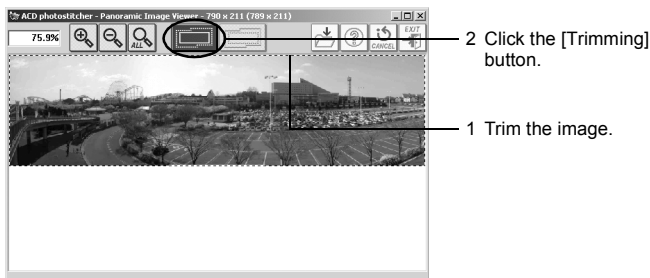 ACD photostitcher - Panoramic Image Viewer - 790 x 211 (789 x 211)
75.9%
ALL
CANCEL
EXIT
2 Click the [Trimming]
button.
1 Trim the image.